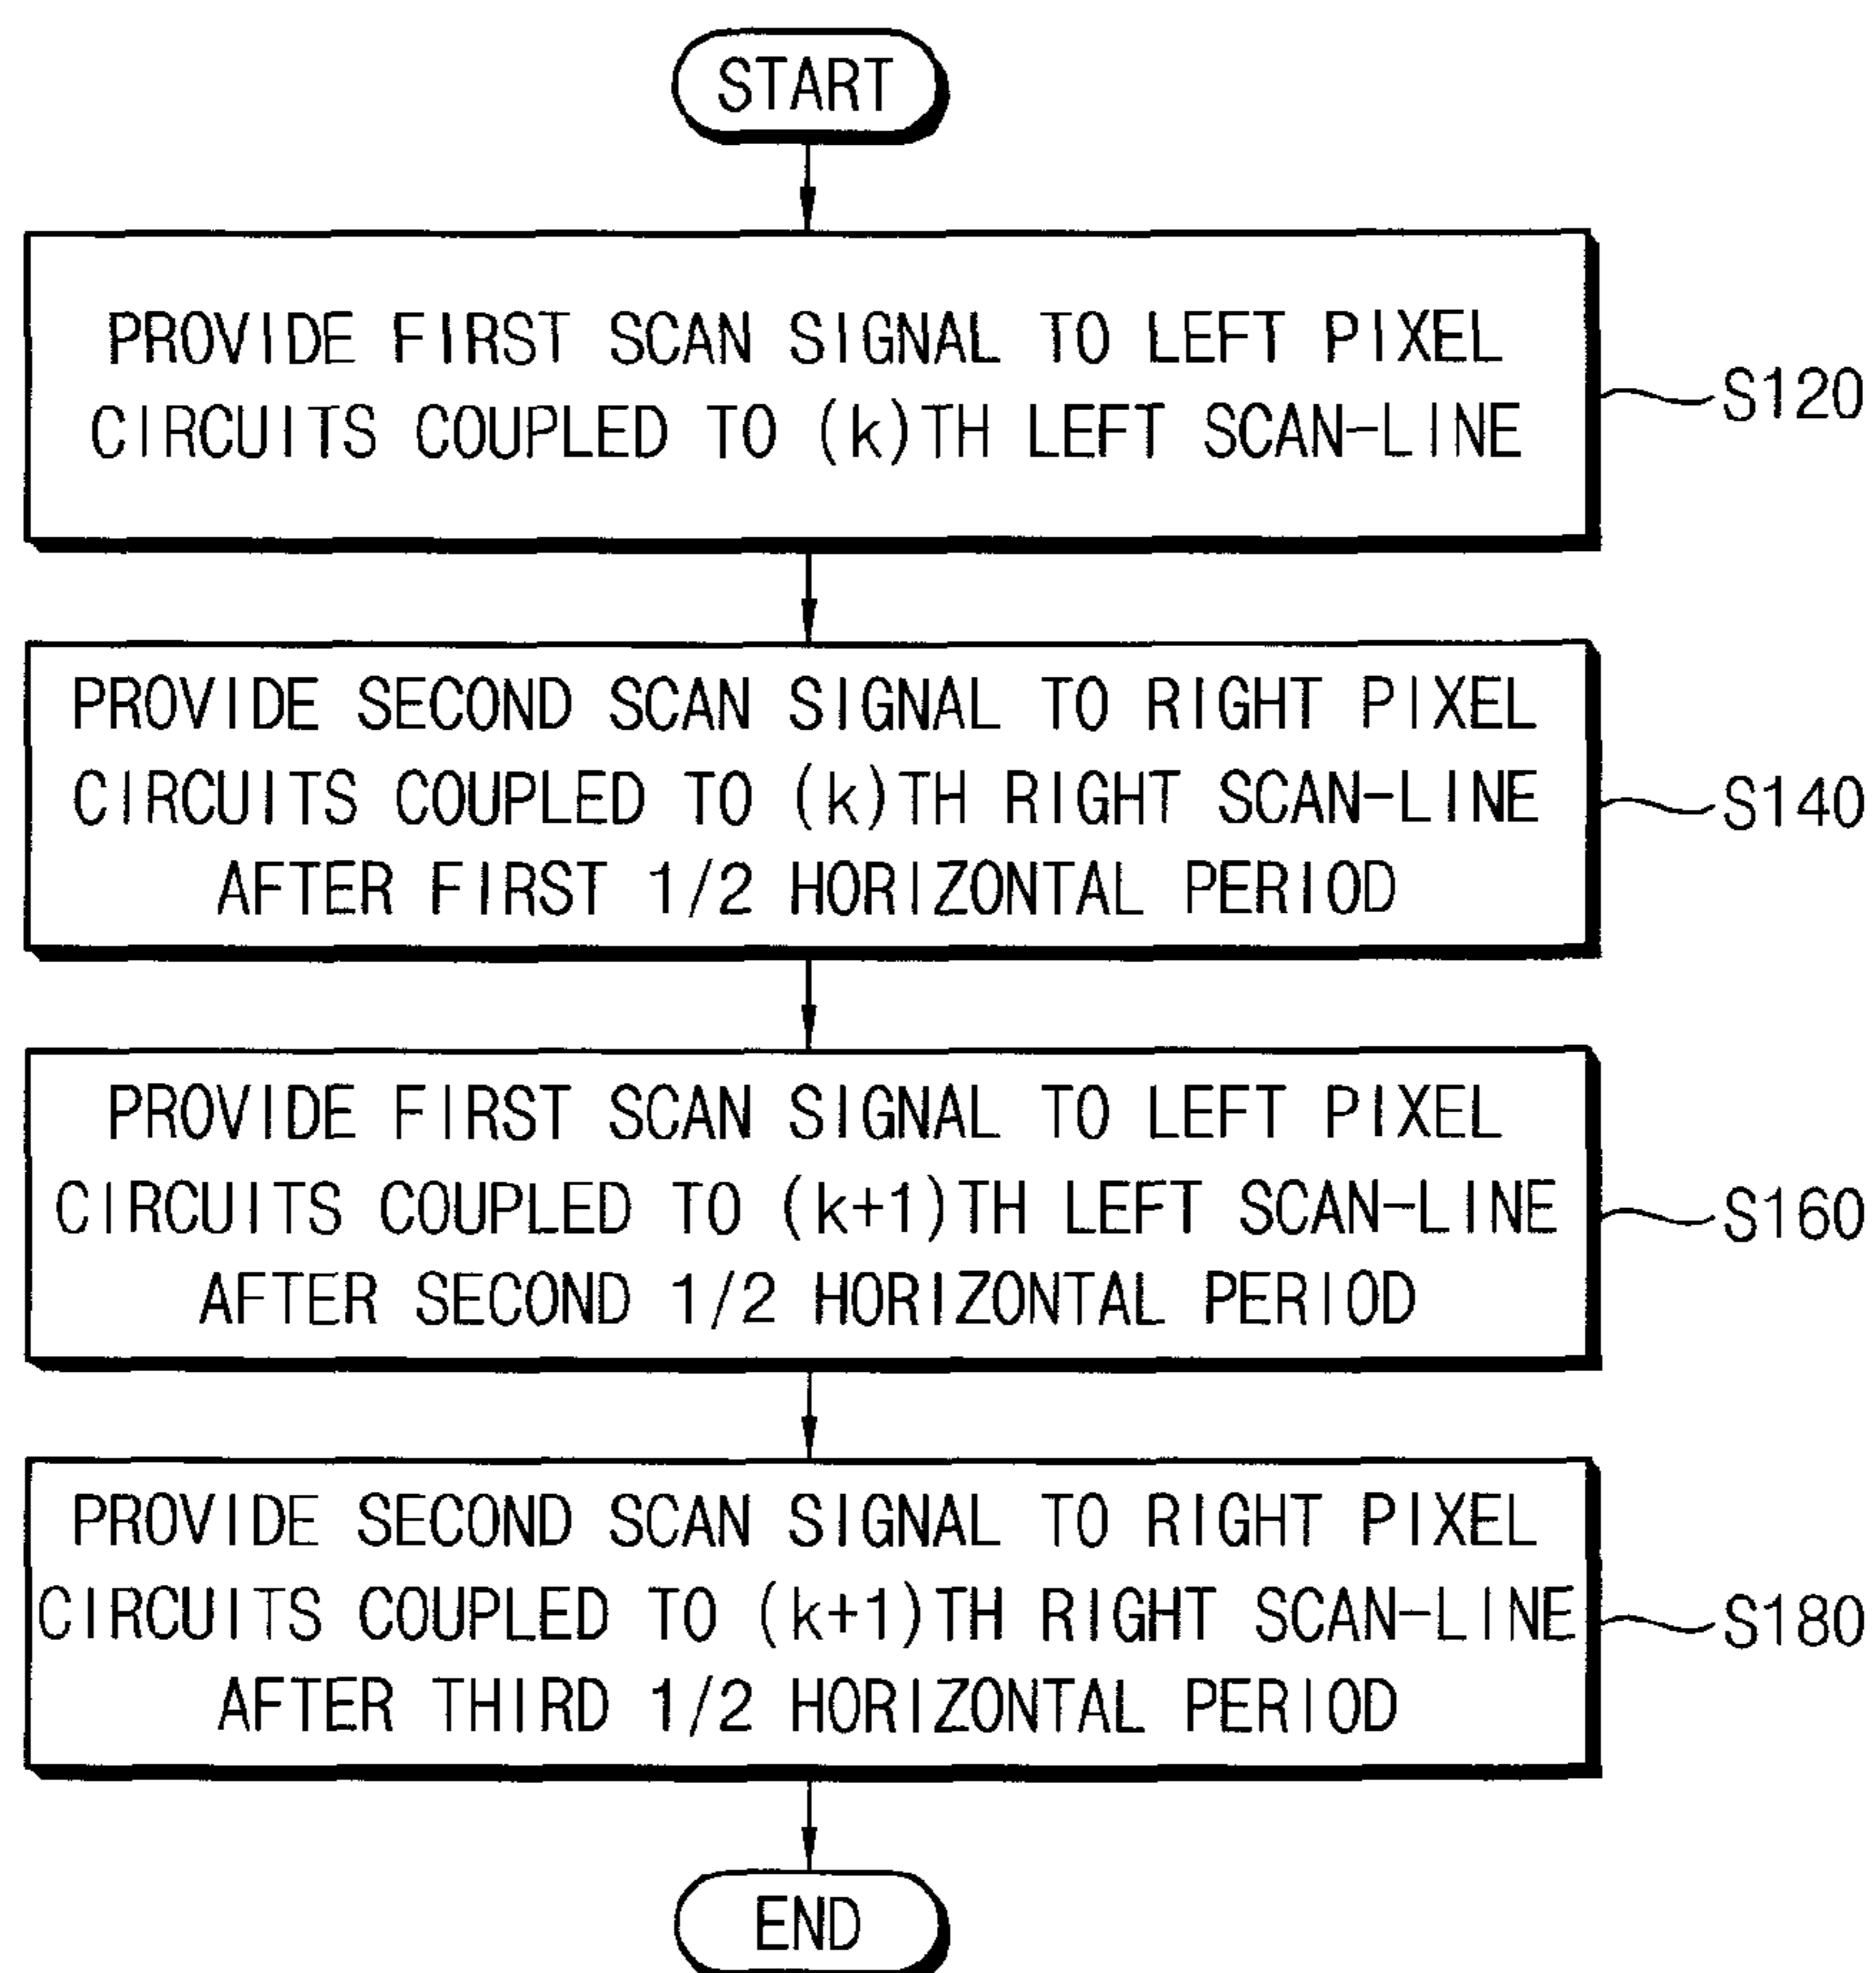 START
PROVIDE FIRST SCAN SIGNAL TO LEFT PIXEL
CIRCUITS COUPLED TO (k)TH LEFT SCAN-LINE
S120
PROVIDE SECOND SCAN SIGNAL TO RIGHT PIXEL
CIRCUITS COUPLED TO (k)TH RIGHT SCAN-LINE
AFTER FIRST 1/2 HORIZONTAL PERIOD
S140
PROVIDE FIRST SCAN SIGNAL TO LEFT PIXEL
CIRCUITS COUPLED TO (k+1)TH LEFT SCAN-LINE
AFTER SECOND 1/2 HORIZONTAL PERIOD
S160
PROVIDE SECOND SCAN SIGNAL TO RIGHT PIXEL
CIRCUITS COUPLED TO (k+1)TH RIGHT SCAN-LINE
AFTER THIRD 1/2 HORIZONTAL PERIOD
S180
END